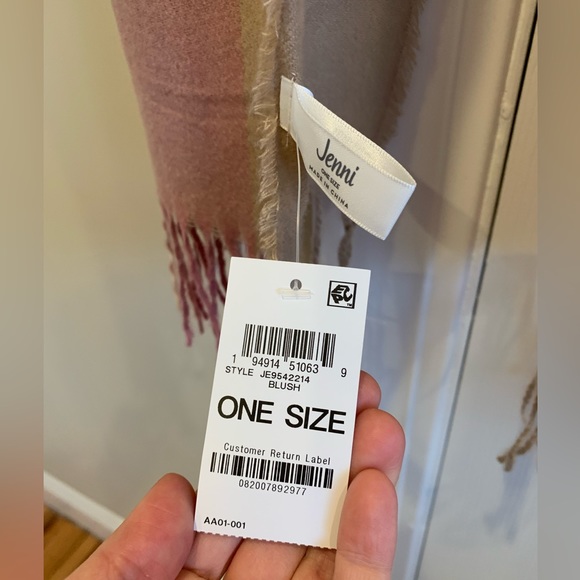 Jenni
ONE SIZE
MADE IN CHINA
EPC
1 94914 51063 9
STYLE JE9542214
BLUSH
ONE SIZE
Customer Return Label
082007892977
AA01-001